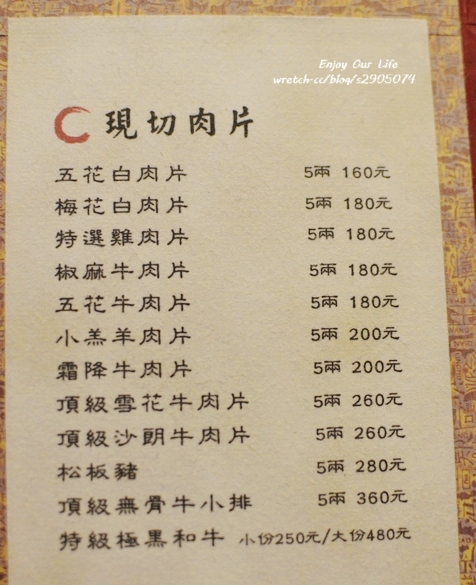 Enjoy Our Life
wretch.cc/blog/s2905074
現切肉片
五花白肉片 5兩 160元
梅花白肉片 5兩 180元
特選雞肉片 5兩 180元
椒麻牛肉片 5兩 180元
五花牛肉片 5兩 180元
小羔羊肉片 5兩 200元
霜降牛肉片 5兩 200元
頂級雪花牛肉片 5兩 260元
頂級沙朗牛肉片 5兩 260元
松板豬 5兩 280元
頂級無骨牛小排 5兩 360元
特級極黑和牛 小份250元/大份480元